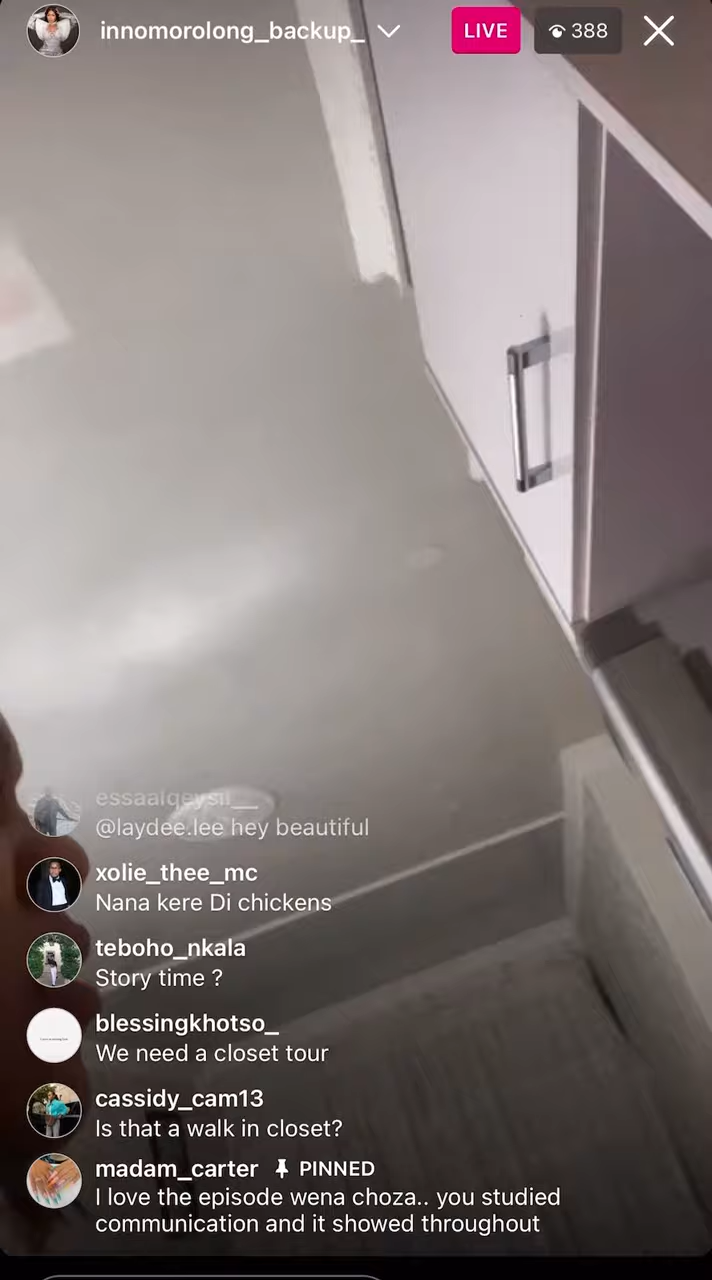 innomorolong_backup_
LIVE
388
essaalqeysii__
@laydee.lee hey beautiful
xolie_thee_mc
Nana kere Di chickens
teboho_nkala
Story time ?
blessingkhotso_
We need a closet tour
cassidy_cam13
Is that a walk in closet?
madam_carter PINNED
I love the episode wena choza.. you studied
communication and it showed throughout